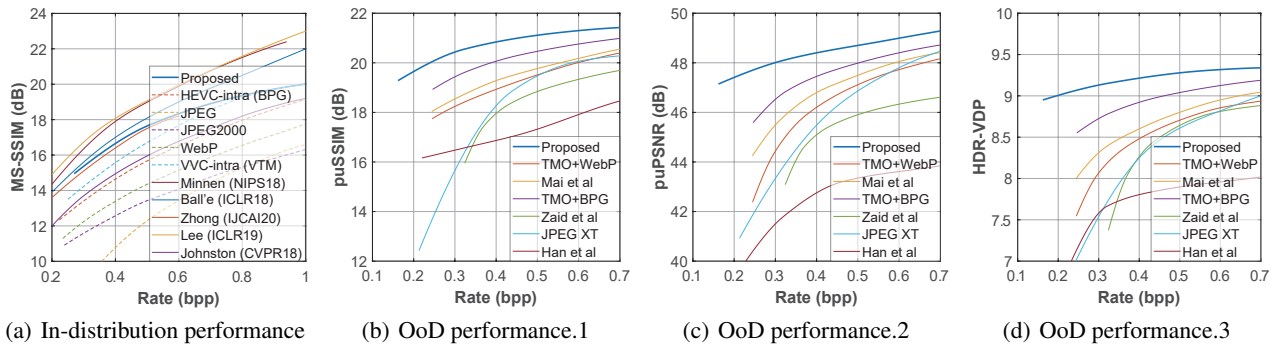 24
22
20
18
16
14
12
10
0.2
0.4
0.6
0.8
1
MS-SSIM (dB)
Rate (bpp)
Proposed
HEVC-intra (BPG)
JPEG
JPEG2000
WebP
VVC-intra (VTM)
Minnen (NIPS18)
Ball'e (ICLR18)
Zhong (IJCAI20)
Lee (ICLR19)
Johnston (CVPR18)
(a) In-distribution performance
22
20
18
16
14
12
0.1
0.2
0.3
0.4
0.5
0.6
0.7
puSSIM (dB)
Rate (bpp)
Proposed
TMO+WebP
Mai et al
TMO+BPG
Zaid et al
JPEG XT
Han et al
(b) OoD performance.1
50
48
46
44
42
40
0.1
0.2
0.3
0.4
0.5
0.6
0.7
puPSNR (dB)
Rate (bpp)
Proposed
TMO+WebP
Mai et al
TMO+BPG
Zaid et al
JPEG XT
Han et al
(c) OoD performance.2
10
9.5
9
8.5
8
7.5
7
0.1
0.2
0.3
0.4
0.5
0.6
0.7
HDR-VDP
Rate (bpp)
Proposed
TMO+WebP
Mai et al
TMO+BPG
Zaid et al
JPEG XT
Han et al
(d) OoD performance.3